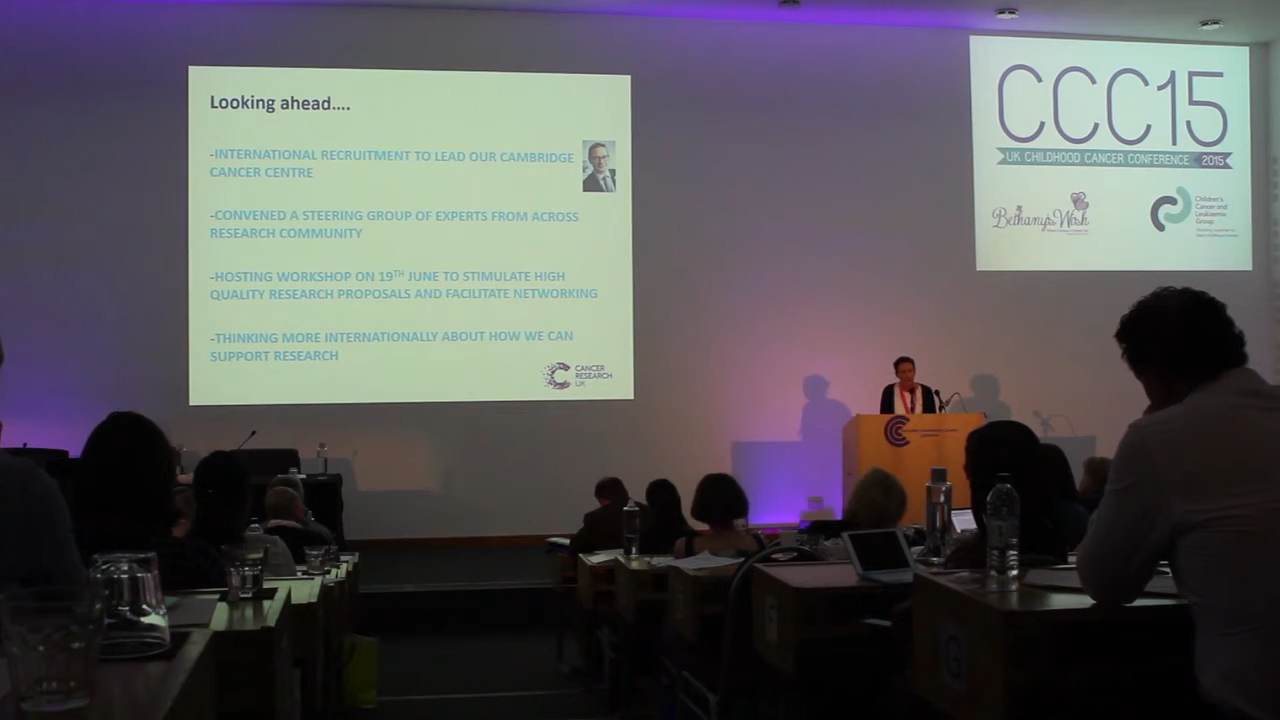 Looking ahead....
-INTERNATIONAL RECRUITMENT TO LEAD OUR CAMBRIDGE
CANCER CENTRE
-CONVENED A STEERING GROUP OF EXPERTS FROM ACROSS
RESEARCH COMMUNITY
-HOSTING WORKSHOP ON 19TH JUNE TO STIMULATE HIGH
QUALITY RESEARCH PROPOSALS AND FACILITATE NETWORKING
-THINKING MORE INTERNATIONALLY ABOUT HOW WE CAN
SUPPORT RESEARCH
CANCER
RESEARCH
UK
CCC15
UK CHILDHOOD CANCER CONFERENCE 2015
Bethany's Wish
Children's
Cancer and
Leukaemia
Group